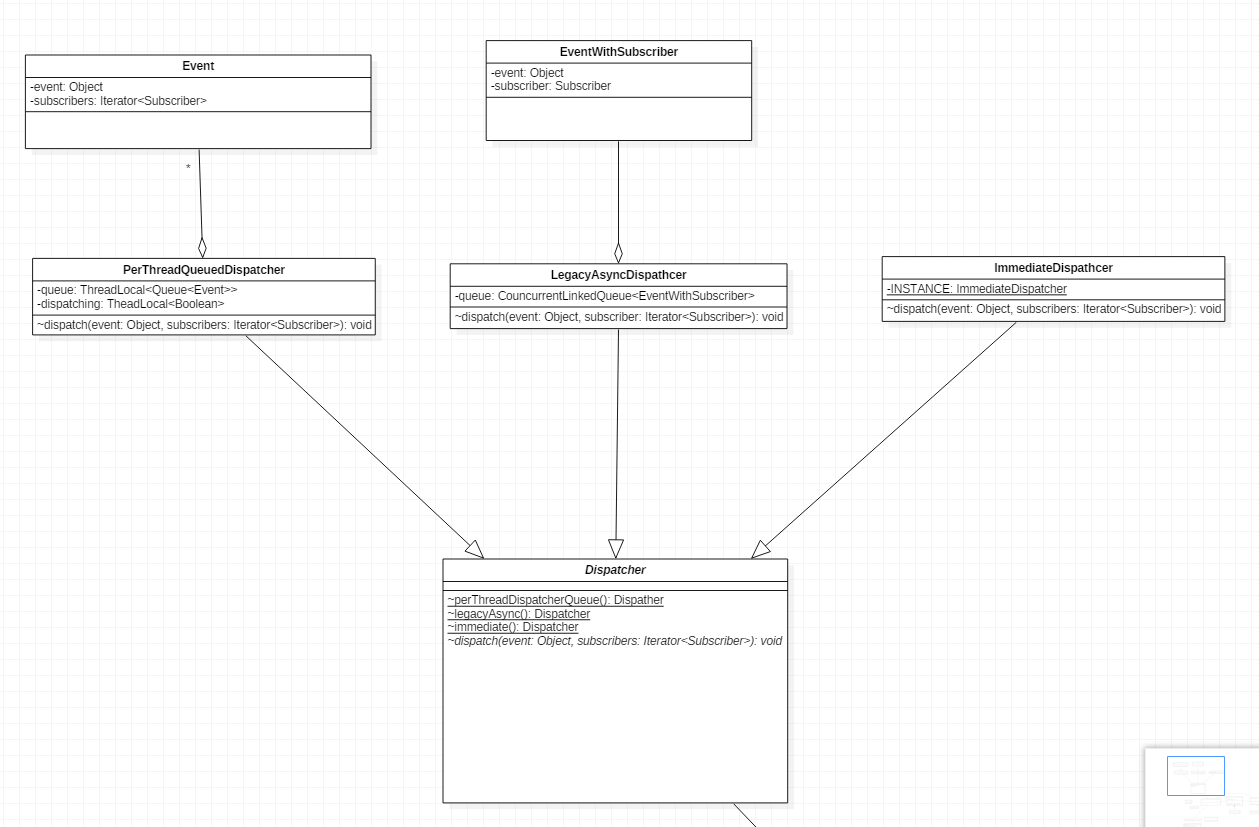 Event
-event: Object
-subscribers: Iterator<Subscriber>
*
EventWithSubscriber
-event: Object
-subscriber: Subscriber
PerThreadQueuedDispatcher
-queue: ThreadLocal<Queue<Event>>
-dispatching: TheadLocal<Boolean>
~dispatch(event: Object, subscribers: Iterator<Subscriber>): void
LegacyAsyncDispathcer
-queue: CouncurrentLinkedQueue<EventWithSubscriber>
~dispatch(event: Object, subscriber: Iterator<Subscriber>): void
ImmediateDispathcer
-INSTANCE: ImmediateDispatcher
~dispatch(event: Object, subscribers: Iterator<Subscriber>): void
Dispatcher
~perThreadDispatcherQueue(): Dispather
~legacyAsync(): Dispatcher
~immediate(): Dispatcher
~dispatch(event: Object, subscribers: Iterator<Subscriber>): void